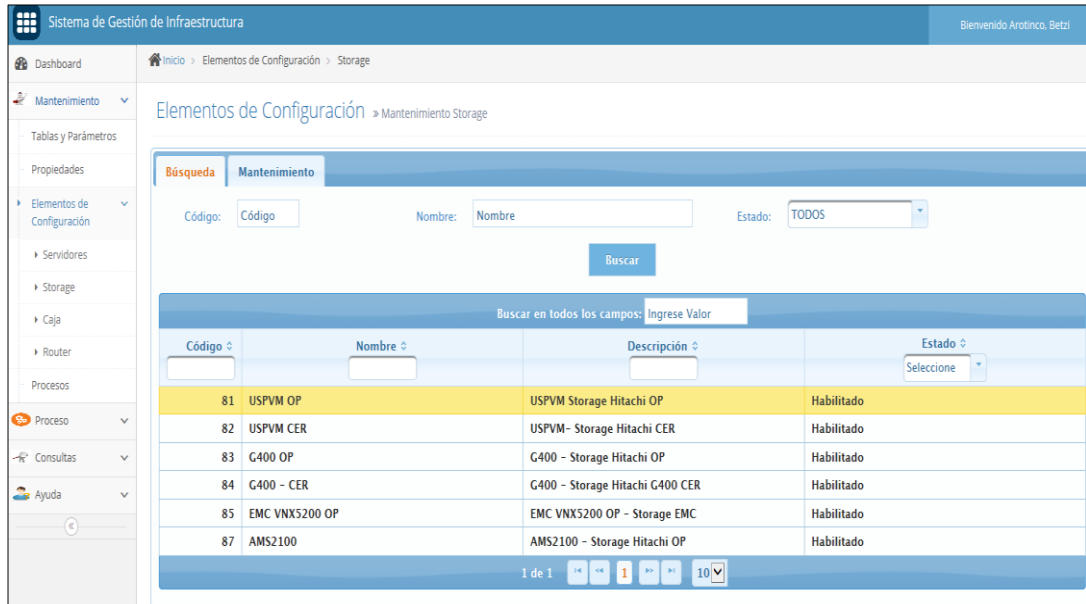 Sistema de Gestión de Infraestructura
Bienvenido Arotinco, Betzi
Dashboard
Mantenimiento
Tablas y Parámetros
Propiedades
Elementos de
Configuración
Servidores
Storage
Caja
Router
Procesos
Proceso
Consultas
Ayuda
Inicio > Elementos de Configuración > Storage
Elementos de Configuración » Mantenimiento Storage
Búsqueda Mantenimiento
Código: Código Nombre: Nombre Estado: TODOS
Buscar
Buscar en todos los campos: Ingrese Valor
Código Nombre Descripción Estado
Seleccione
81 USPVM OP USPVM Storage Hitachi OP Habilitado
82 USPVM CER USPVM- Storage Hitachi CER Habilitado
83 G400 OP G400 - Storage Hitachi OP Habilitado
84 G400 - CER G400 - Storage Hitachi G400 CER Habilitado
85 EMC VNX5200 OP EMC VNX5200 OP - Storage EMC Habilitado
87 AMS2100 AMS2100 - Storage Hitachi OP Habilitado
1 de 1 1 10